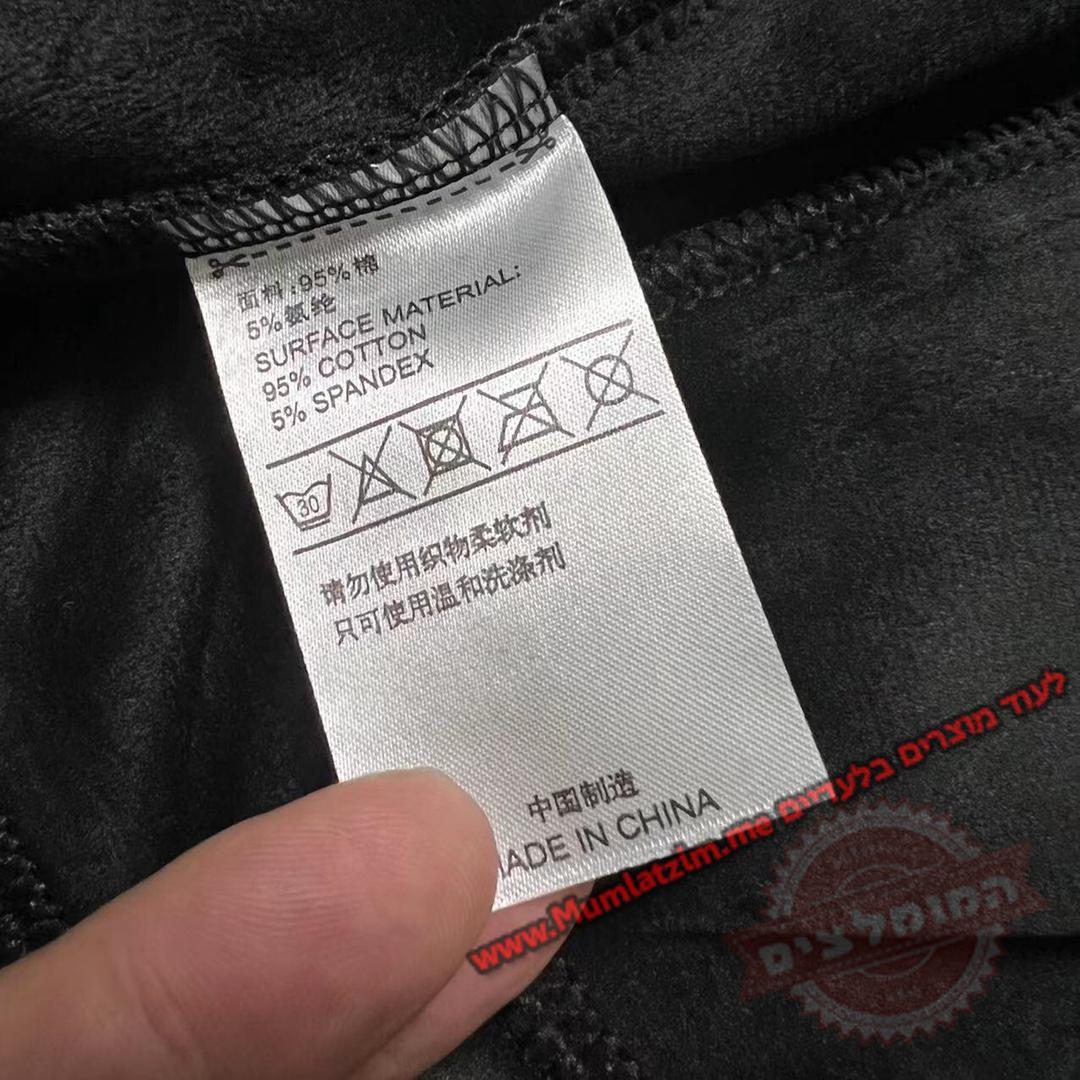 面料:95%棉
5%氨纶
SURFACE MATERIAL:
95% COTTON
5% SPANDEX
30
请勿使用织物柔软剂
只可使用温和洗涤剂
中国制造
MADE IN CHINA
לעוד מוצרים בלעדיים www.Mumlatzim.me
המומלצים